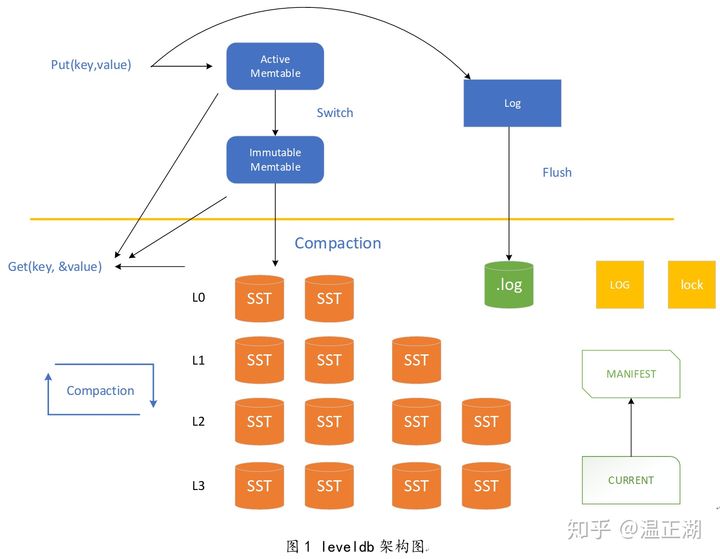 Put(key,value)
Active
Memtable
Log
Switch
Immutable
Memtable
Flush
Compaction
Get(key, &value)
L0
SST
SST
.log
LOG
lock
L1
SST
SST
SST
MANIFEST
Compaction
L2
SST
SST
SST
SST
L3
SST
SST
SST
SST
CURRENT
知乎 @温正湖
图1 leveldb 架构图